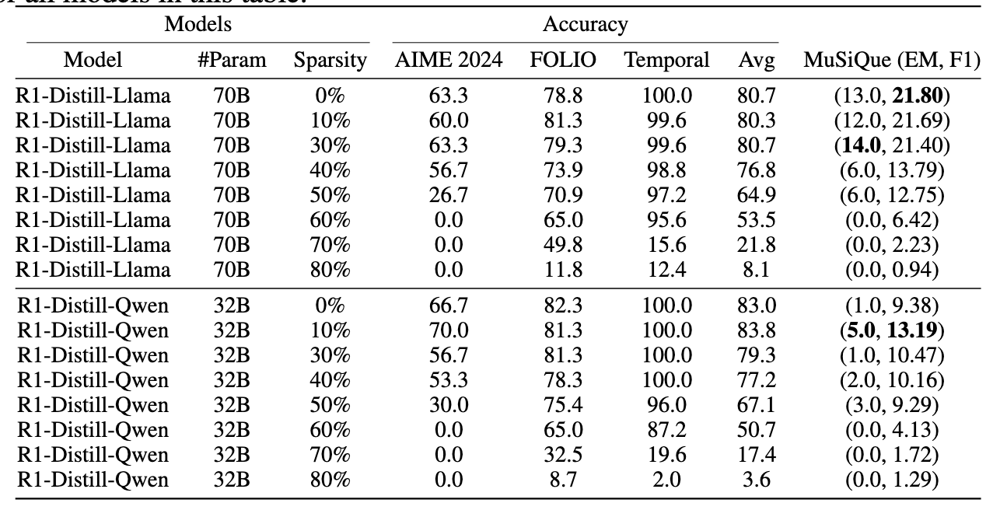 for all models in this table.
Models Accuracy
Model #Param Sparsity AIME 2024 FOLIO Temporal Avg MuSiQue (EM, F1)
R1-Distill-Llama 70B 0% 63.3 78.8 100.0 80.7 (13.0, 21.80)
R1-Distill-Llama 70B 10% 60.0 81.3 99.6 80.3 (12.0, 21.69)
R1-Distill-Llama 70B 30% 63.3 79.3 99.6 80.7 (14.0, 21.40)
R1-Distill-Llama 70B 40% 56.7 73.9 98.8 76.8 (6.0, 13.79)
R1-Distill-Llama 70B 50% 26.7 70.9 97.2 64.9 (6.0, 12.75)
R1-Distill-Llama 70B 60% 0.0 65.0 95.6 53.5 (0.0, 6.42)
R1-Distill-Llama 70B 70% 0.0 49.8 15.6 21.8 (0.0, 2.23)
R1-Distill-Llama 70B 80% 0.0 11.8 12.4 8.1 (0.0, 0.94)
R1-Distill-Qwen 32B 0% 66.7 82.3 100.0 83.0 (1.0, 9.38)
R1-Distill-Qwen 32B 10% 70.0 81.3 100.0 83.8 (5.0, 13.19)
R1-Distill-Qwen 32B 30% 56.7 81.3 100.0 79.3 (1.0, 10.47)
R1-Distill-Qwen 32B 40% 53.3 78.3 100.0 77.2 (2.0, 10.16)
R1-Distill-Qwen 32B 50% 30.0 75.4 96.0 67.1 (3.0, 9.29)
R1-Distill-Qwen 32B 60% 0.0 65.0 87.2 50.7 (0.0, 4.13)
R1-Distill-Qwen 32B 70% 0.0 32.5 19.6 17.4 (0.0, 1.72)
R1-Distill-Qwen 32B 80% 0.0 8.7 2.0 3.6 (0.0, 1.29)